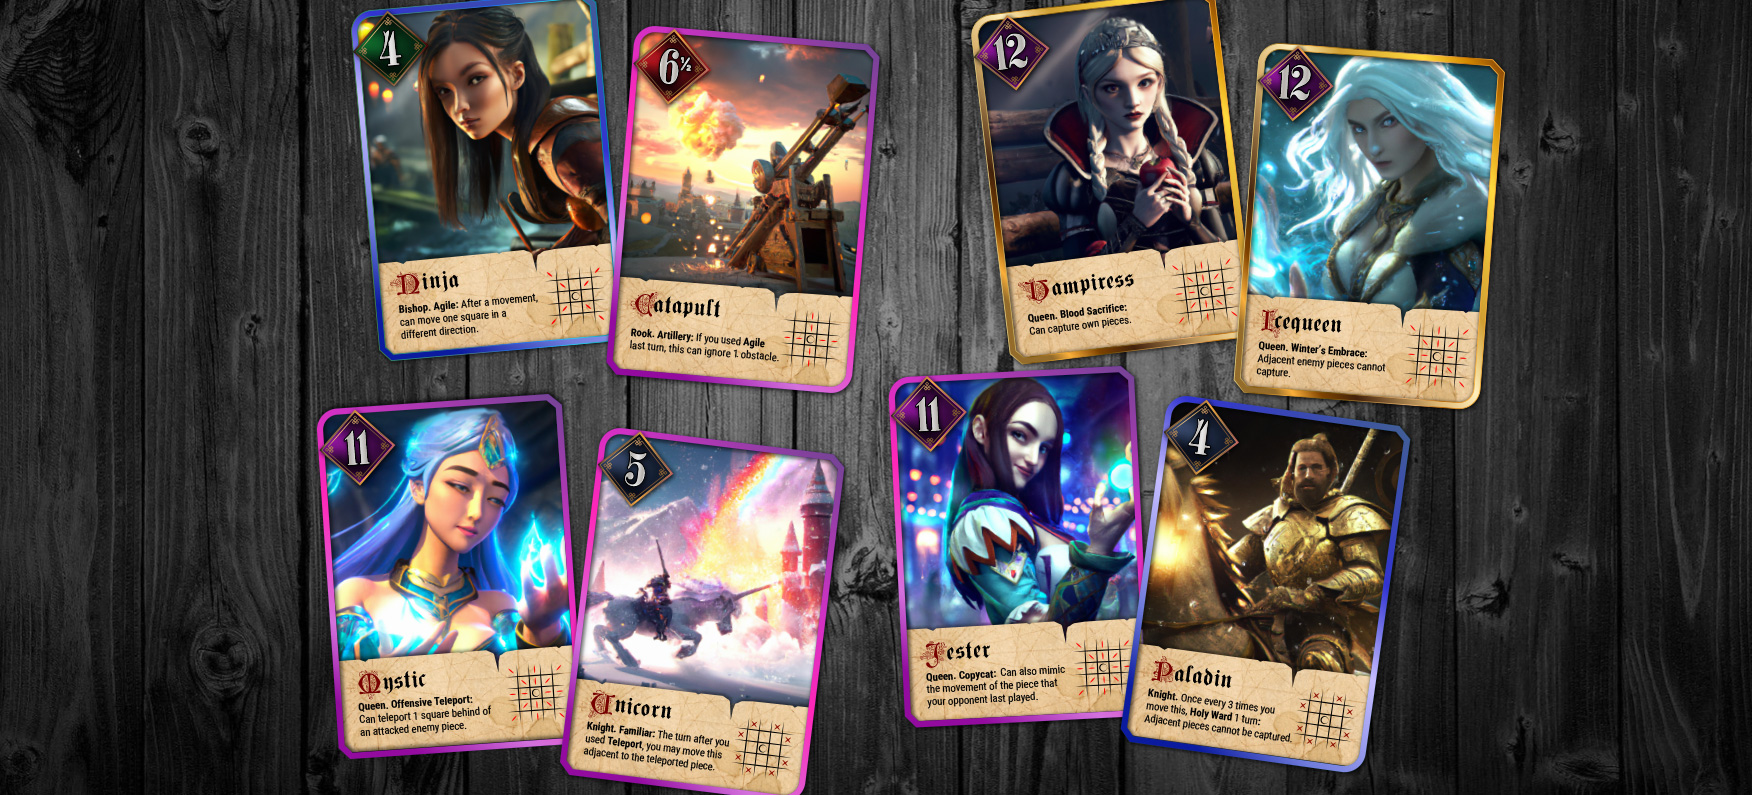 4
Ninja
Bishop. Agile: After a movement,
can move one square in a
different direction.
6½
Catapult
Rook. Artillery: If you used Agile
last turn, this can ignore 1 obstacle.
12
Vampiress
Queen. Blood Sacrifice:
Can capture own pieces.
12
Icequeen
Queen. Winter's Embrace:
Adjacent enemy pieces cannot
capture.
11
Mystic
Queen. Offensive Teleport:
Can teleport 1 square behind of
an attacked enemy piece.
5
Unicorn
Knight. Familiar: The turn after you
used Teleport, you may move this
adjacent to the teleported piece.
11
Jester
Queen. Copycat: Can also mimic
the movement of the piece that
your opponent last played.
4
Paladin
Knight. Once every 3 times you
move this, Holy Ward 1 turn:
Adjacent pieces cannot be captured.